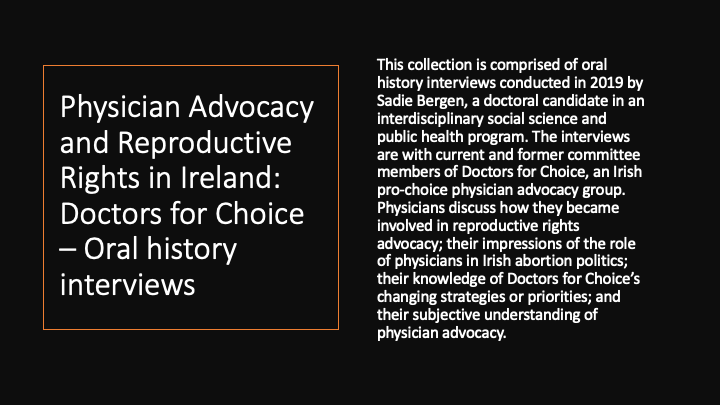 Physician Advocacy
and Reproductive
Rights in Ireland:
Doctors for Choice
– Oral history
interviews
This collection is comprised of oral
history interviews conducted in 2019 by
Sadie Bergen, a doctoral candidate in an
interdisciplinary social science and
public health program. The interviews
are with current and former committee
members of Doctors for Choice, an Irish
pro-choice physician advocacy group.
Physicians discuss how they became
involved in reproductive rights
advocacy; their impressions of the role
of physicians in Irish abortion politics;
their knowledge of Doctors for Choice’s
changing strategies or priorities; and
their subjective understanding of
physician advocacy.